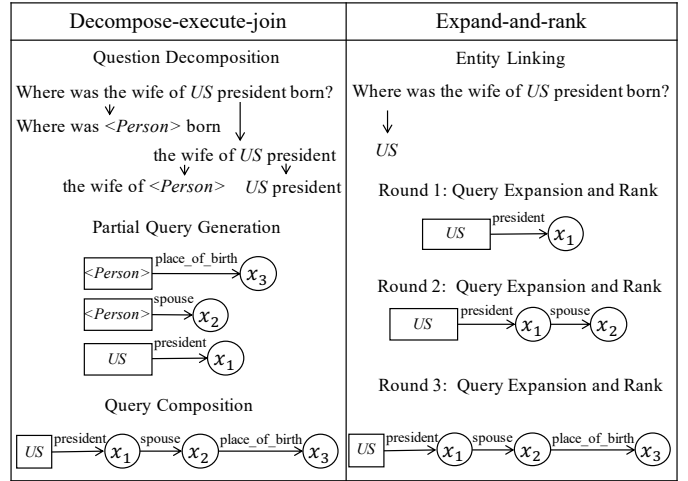 Decompose-execute-join
Question Decomposition
Where was the wife of US president born?
Where was <Person> born
the wife of US president
the wife of <Person> US president
Partial Query Generation
<Person> place_of_birth x₃
<Person> spouse x₂
US president x₁
Query Composition
US president x₁ spouse x₂ place_of_birth x₃
Expand-and-rank
Entity Linking
Where was the wife of US president born?
US
Round 1: Query Expansion and Rank
US president x₁
Round 2: Query Expansion and Rank
US president x₁ spouse x₂
Round 3: Query Expansion and Rank
US president x₁ spouse x₂ place_of_birth x₃